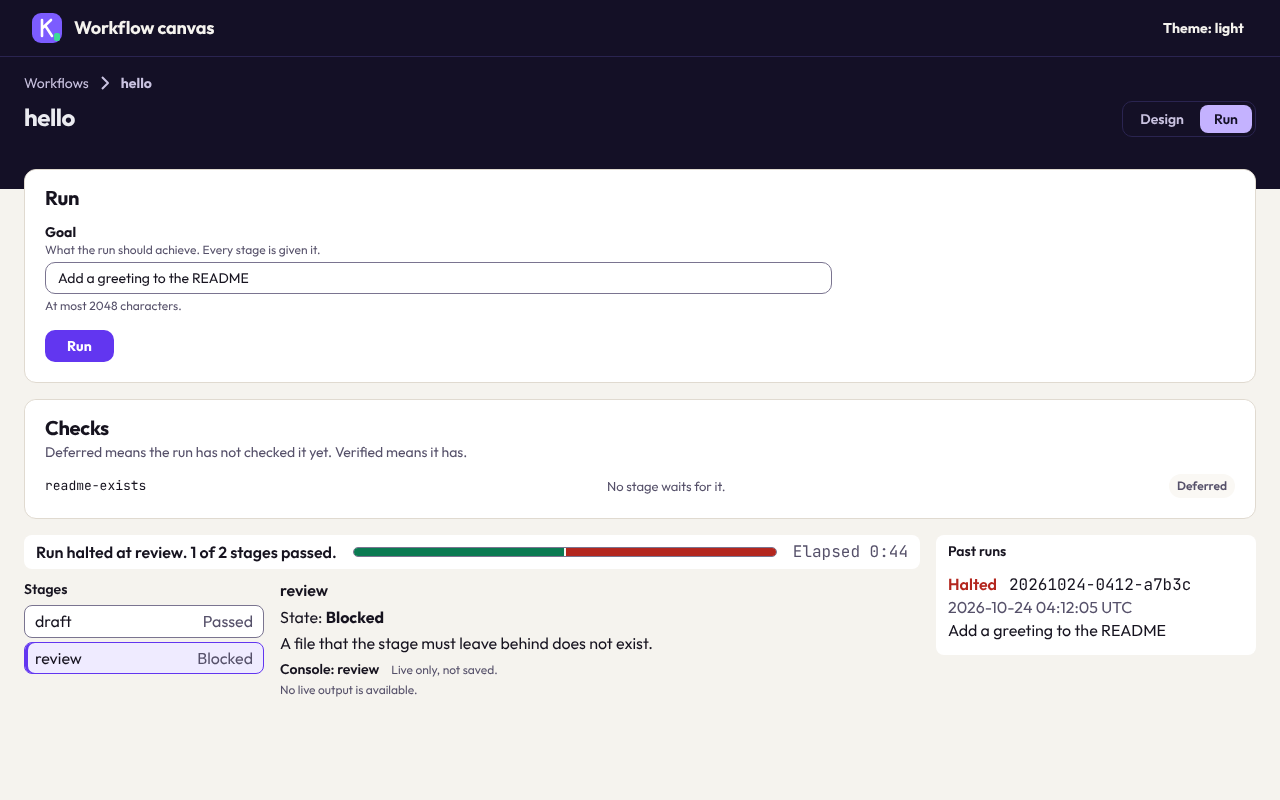 K
Workflow canvas
Theme: light
Workflows hello
hello
Design
Run
Run
Goal
What the run should achieve. Every stage is given it.
Add a greeting to the README
At most 2048 characters.
Run
Checks
Deferred means the run has not checked it yet. Verified means it has.
readme-exists
No stage waits for it.
Deferred
Run halted at review. 1 of 2 stages passed.
Elapsed 0:44
Stages
draft Passed
review Blocked
review
State: Blocked
A file that the stage must leave behind does not exist.
Console: review Live only, not saved.
No live output is available.
Past runs
Halted 20261024-0412-a7b3c
2026-10-24 04:12:05 UTC
Add a greeting to the README